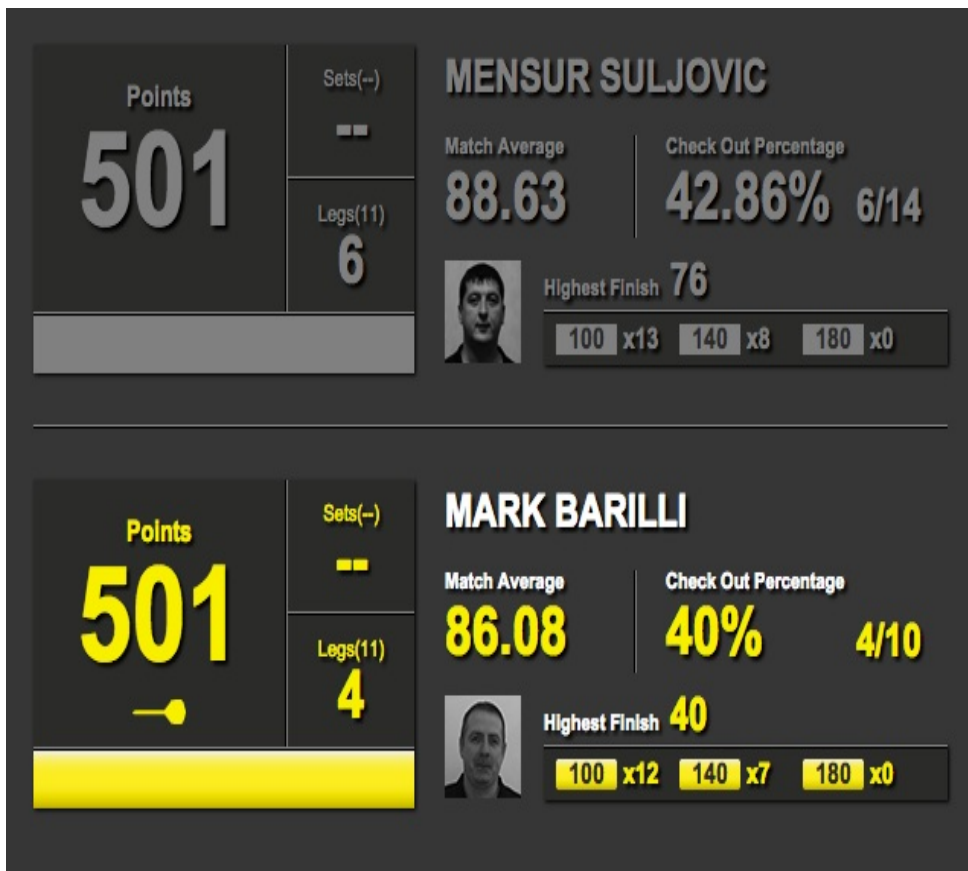 MENSUR SULJOVIC
Points
501
Sets(--)
--
Legs(11)
6
Match Average
88.63
Check Out Percentage
42.86% 6/14
Highest Finish 76
100 x13 140 x8 180 x0
MARK BARILLI
Points
501
Sets(--)
--
Legs(11)
4
Match Average
86.08
Check Out Percentage
40% 4/10
Highest Finish 40
100 x12 140 x7 180 x0